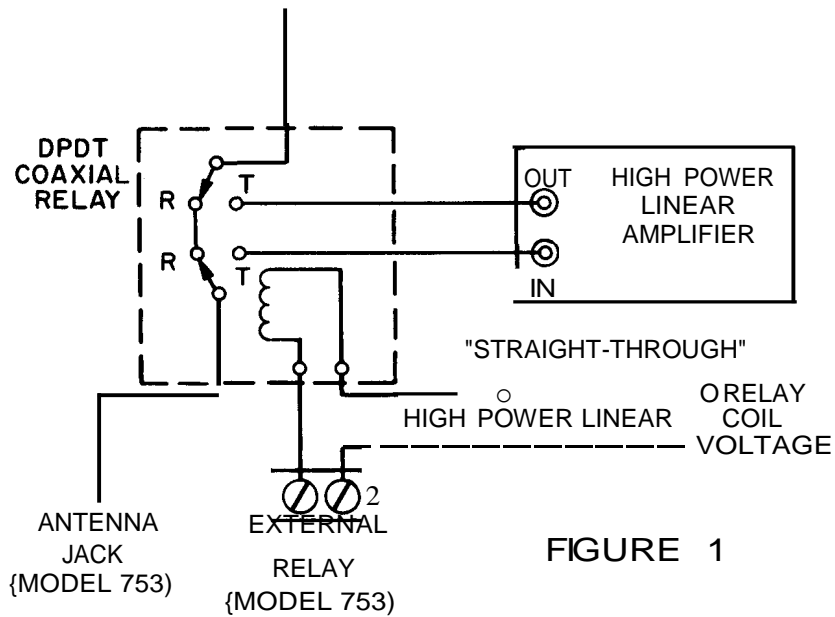 DPDT
COAXIAL
RELAY
R
T
R
T
OUT
HIGH POWER
LINEAR
AMPLIFIER
IN
"STRAIGHT-THROUGH"
HIGH POWER LINEAR
O RELAY
COIL
VOLTAGE
2
ANTENNA
JACK
{MODEL 753)
EXTERNAL
RELAY
{MODEL 753)
FIGURE 1